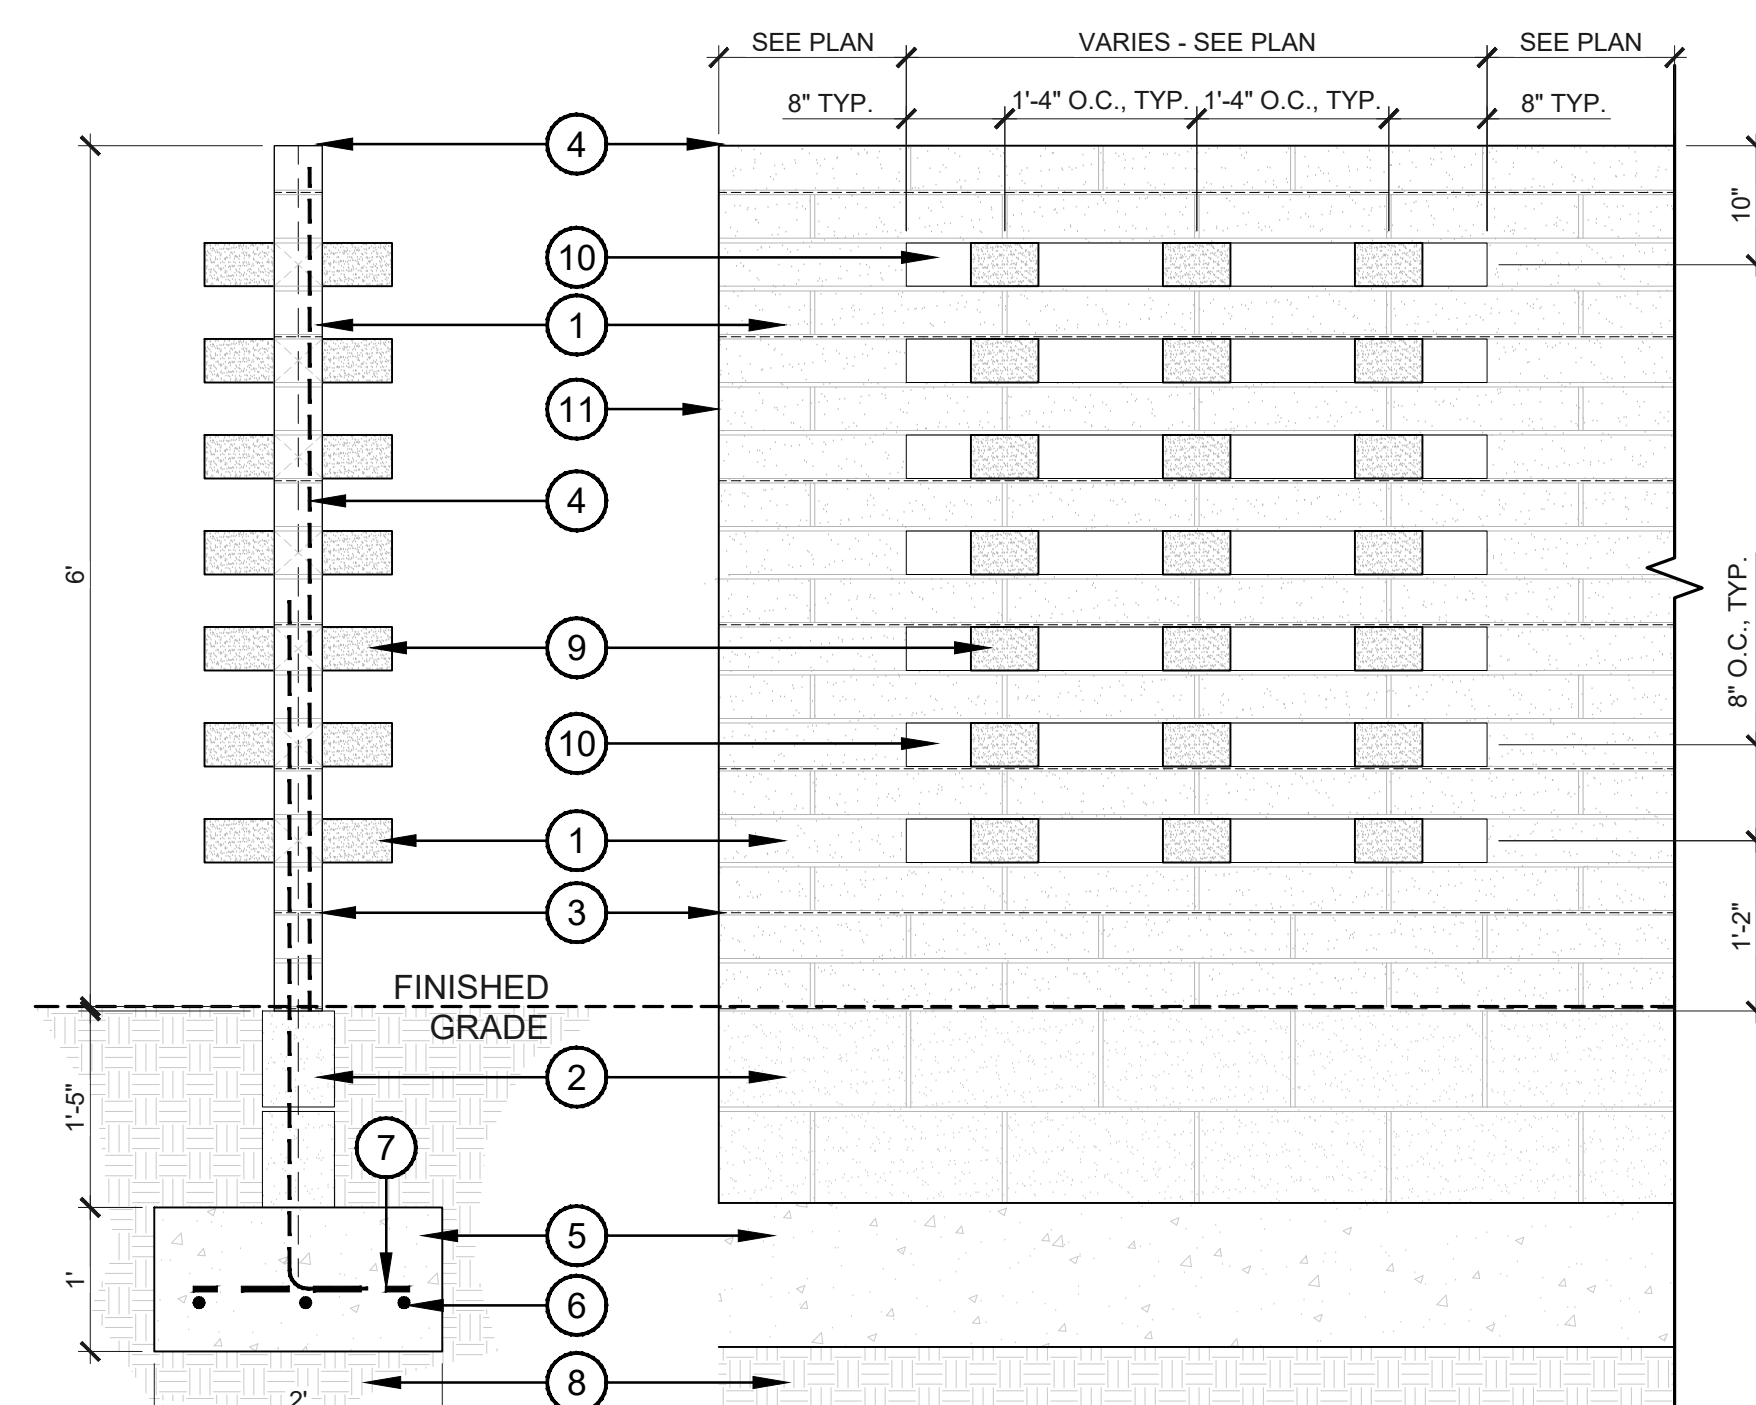 SEE PLAN
VARIES - SEE PLAN
SEE PLAN
8" TYP.
1'-4" O.C., TYP.
1'-4" O.C., TYP.
8" TYP.
4
10"
10
1
11
4
6'
8" O.C., TYP.
9
10
1
3
1'-2"
FINISHED
GRADE
2
1'-5"
7
5
1'
6
8
2'